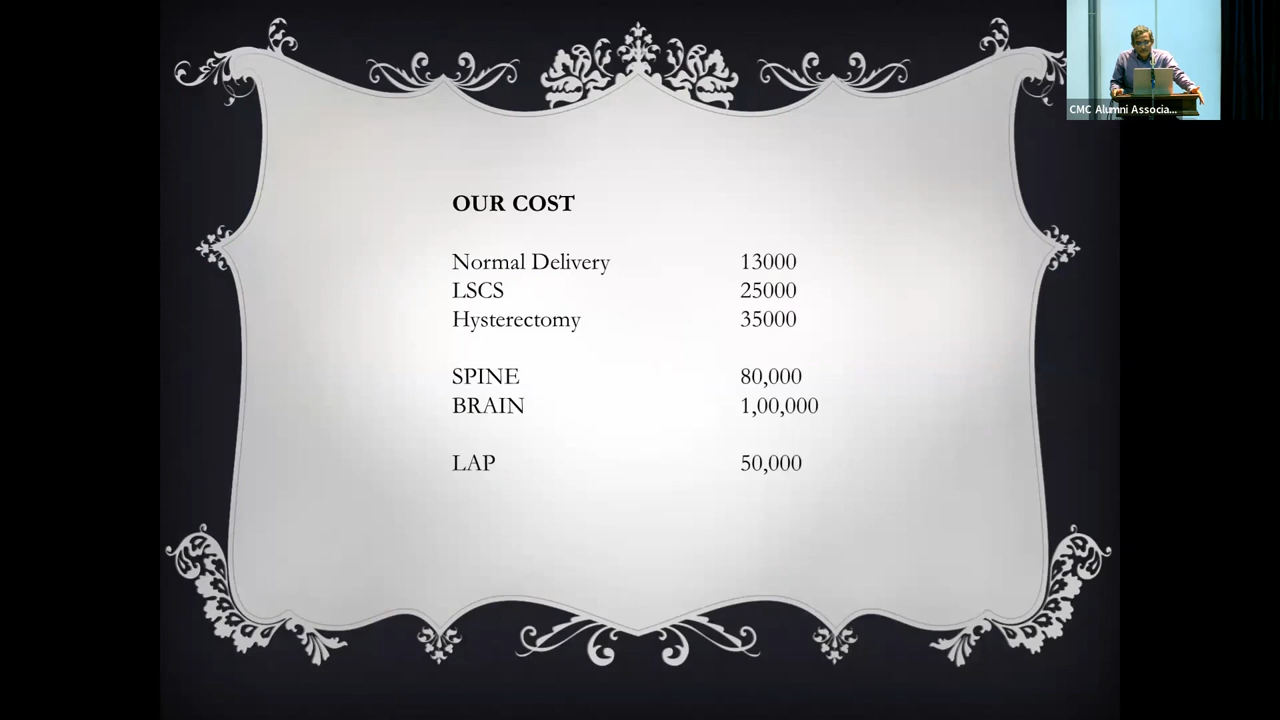 CMC Alumni Associa...
OUR COST
Normal Delivery 13000
LSCS 25000
Hysterectomy 35000
SPINE 80,000
BRAIN 1,00,000
LAP 50,000